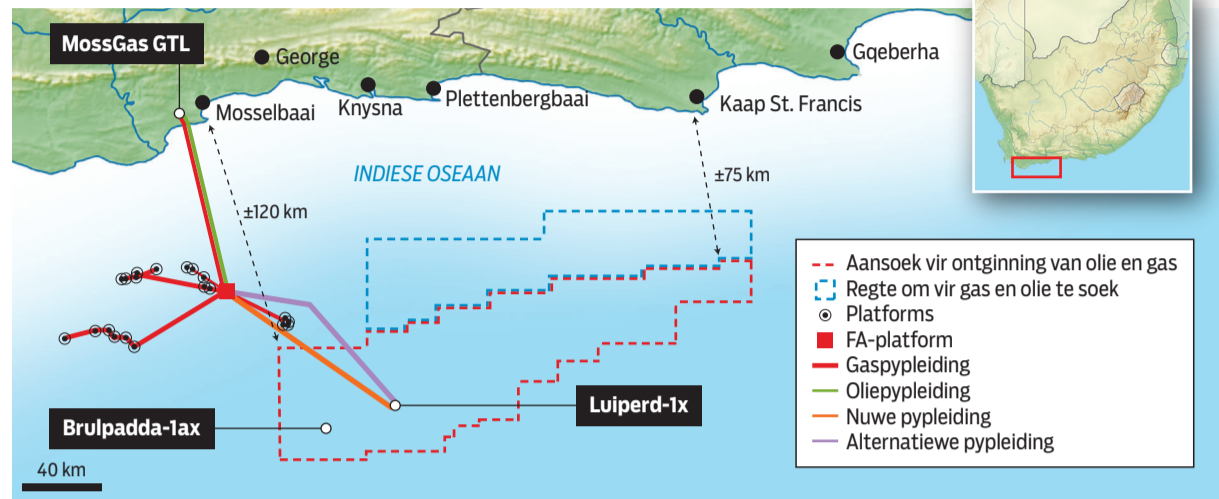 MossGas GTL
George
Gqeberha
Mosselbaai
Knysna
Plettenbergbaai
Kaap St. Francis
INDIESE OSEAAN
±75 km
±120 km
Aansoek vir ontginning van olie en gas
Regte om vir gas en olie te soek
Platforms
FA-platform
Gaspypleiding
Oliepypleiding
Nuwe pypleiding
Alternatiewe pypleiding
Luiperd-1x
Brulpadda-1ax
40 km